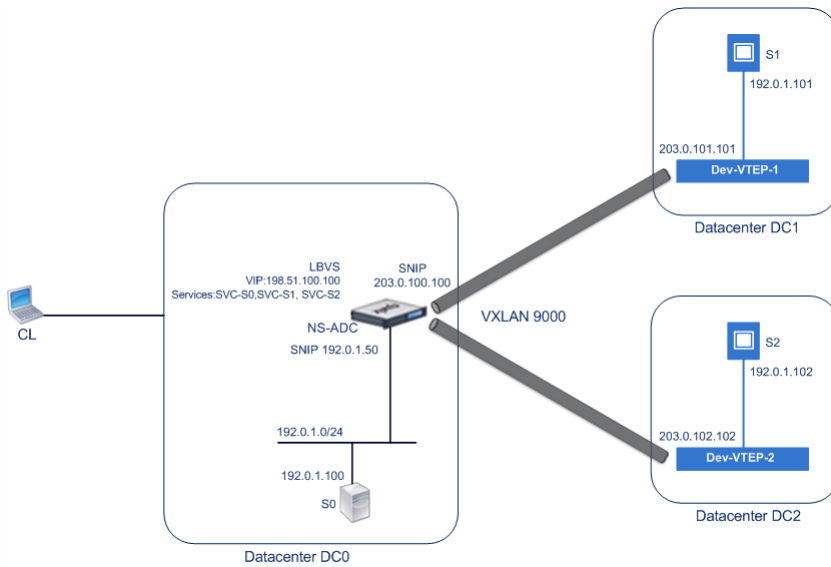 S1
192.0.1.101
203.0.101.101
Dev-VTEP-1
Datacenter DC1
LBVS
VIP:198.51.100.100
Services:SVC-S0,SVC-S1, SVC-S2
SNIP
203.0.100.100
CL
NS-ADC
VXLAN 9000
SNIP 192.0.1.50
S2
192.0.1.102
203.0.102.102
Dev-VTEP-2
192.0.1.0/24
192.0.1.100
S0
Datacenter DC2
Datacenter DC0